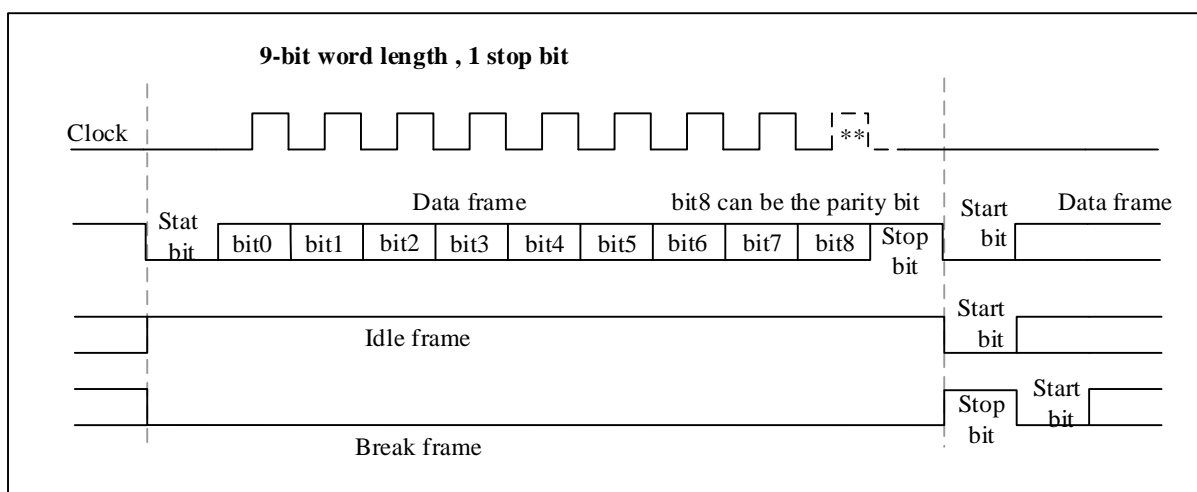 9-bit word length , 1 stop bit
Clock
**
Data frame
bit8 can be the parity bit
Data frame
Stat
bit
bit0
bit1
bit2
bit3
bit4
bit5
bit6
bit7
bit8
Stop
bit
Start
bit
Idle frame
Start
bit
Break frame
Stop
bit
Start
bit